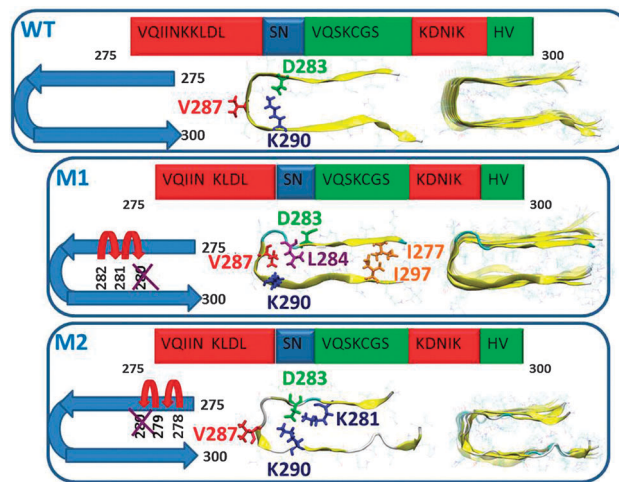 WT
VQIINKKLDL SN VQSKCGS KDNIK HV
275 300
275
300
D283
V287
K290
M1
VQIIN KLDL SN VQSKCGS KDNIK HV
275 300
275
282 281 280
300
D283
V287
L284
I277
I297
K290
M2
VQIIN KLDL SN VQSKCGS KDNIK HV
275 300
275
280 279 278
300
D283
K281
V287
K290